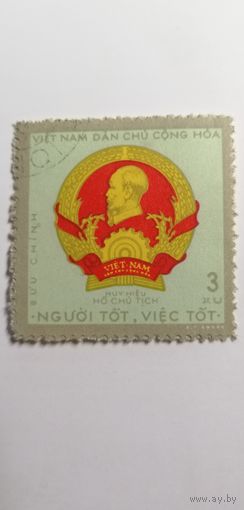 VIỆT NAM DÂN CHỦ CỘNG HÒA
BƯU CHÍNH
VIỆT-NAM
HUY HIỆU
HỒ CHỦ TỊCH
3
XU
·NGƯỜI TỐT, VIỆC TỐT·
www.ay.by